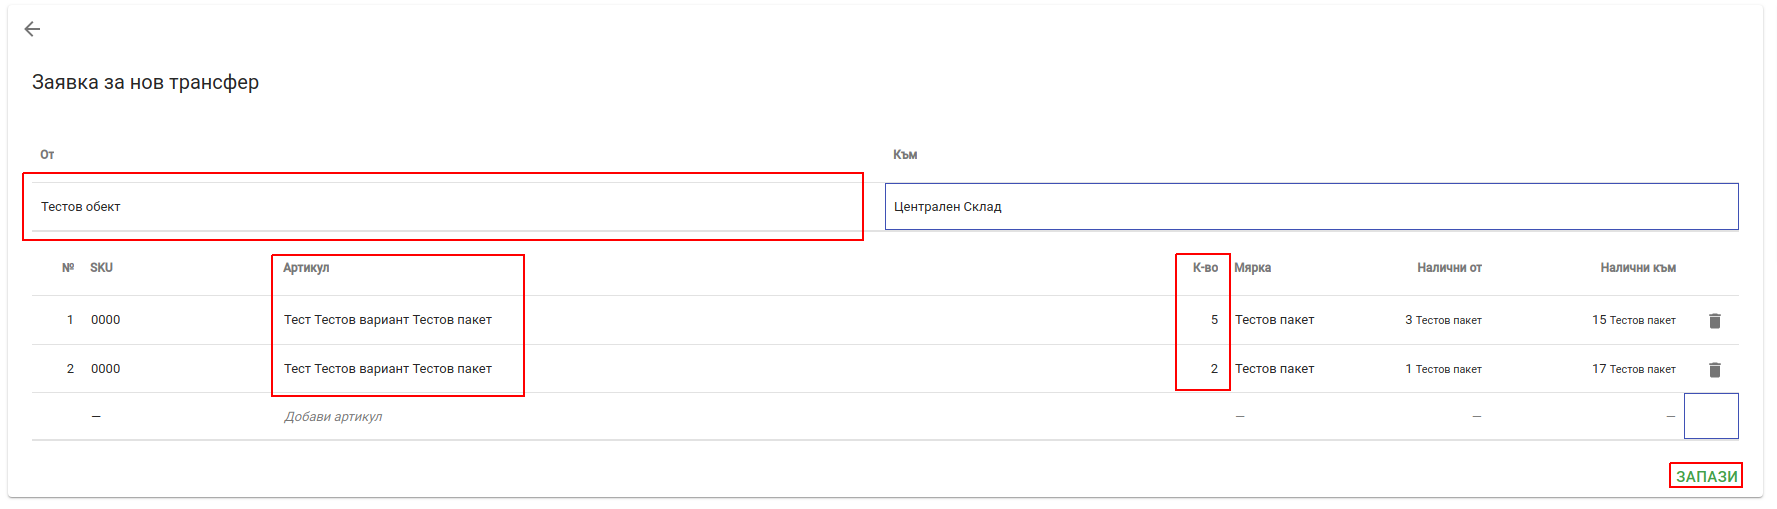 Заявка за нов трансфер
От Към
Тестов обект Централен Склад
№ SKU Артикул К-во Мярка Налични от Налични към
1 0000 Тест Тестов вариант Тестов пакет 5 Тестов пакет 3 Тестов пакет 15 Тестов пакет
2 0000 Тест Тестов вариант Тестов пакет 2 Тестов пакет 1 Тестов пакет 17 Тестов пакет
— Добави артикул — — —
ЗАПАЗИ